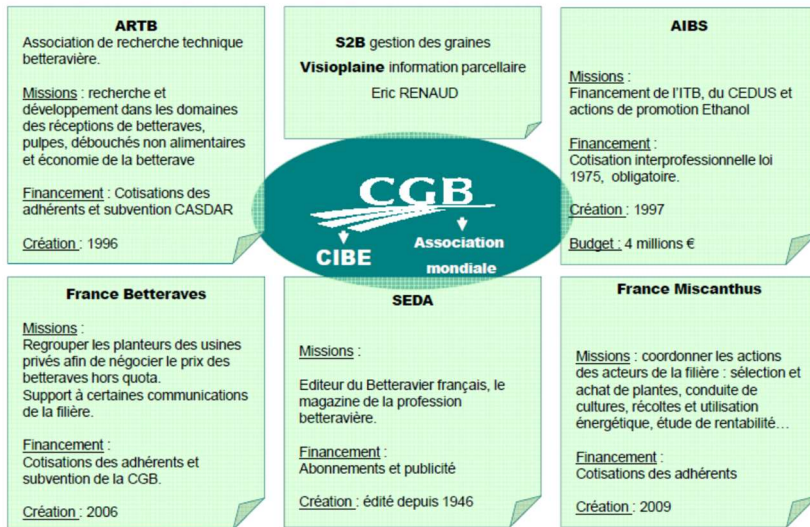 ARTB
Association de recherche technique
betteravière.
Missions : recherche et
développement dans les domaines
des réceptions de betteraves,
pulpes, débouchés non alimentaires
et économie de la betterave
Financement : Cotisations des
adhérents et subvention CASDAR
Création : 1996
S2B gestion des graines
Visioplaine information parcellaire
Eric RENAUD
AIBS
Missions :
Financement de l'ITB, du CEDUS et
actions de promotion Ethanol
Financement :
Cotisation interprofessionnelle loi
1975, obligatoire.
Création : 1997
Budget : 4 millions €
CGB
CIBE
Association
mondiale
France Betteraves
Missions :
Regrouper les planteurs des usines
privés afin de négocier le prix des
betteraves hors quota.
Support à certaines communications
de la filière.
Financement :
Cotisations des adhérents et
subvention de la CGB.
Création : 2006
SEDA
Missions :
Editeur du Betteravier français, le
magazine de la profession
betteravière.
Financement :
Abonnements et publicité
Création : édité depuis 1946
France Miscanthus
Missions : coordonner les actions
des acteurs de la filière : sélection et
achat de plantes, conduite de
cultures, récoltes et utilisation
énergétique, étude de rentabilité…
Financement :
Cotisations des adhérents
Création : 2009